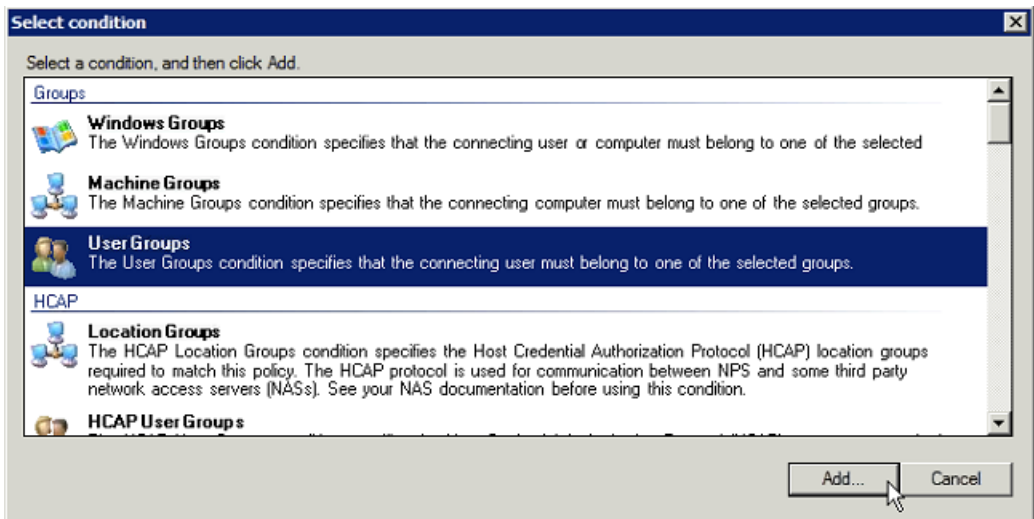 Select condition
Select a condition, and then click Add.
Groups
Windows Groups
The Windows Groups condition specifies that the connecting user or computer must belong to one of the selected
Machine Groups
The Machine Groups condition specifies that the connecting computer must belong to one of the selected groups.
User Groups
The User Groups condition specifies that the connecting user must belong to one of the selected groups.
HCAP
Location Groups
The HCAP Location Groups condition specifies the Host Credential Authorization Protocol (HCAP) location groups
required to match this policy. The HCAP protocol is used for communication between NPS and some third party
network access servers (NASs). See your NAS documentation before using this condition.
HCAP User Groups
Add...
Cancel